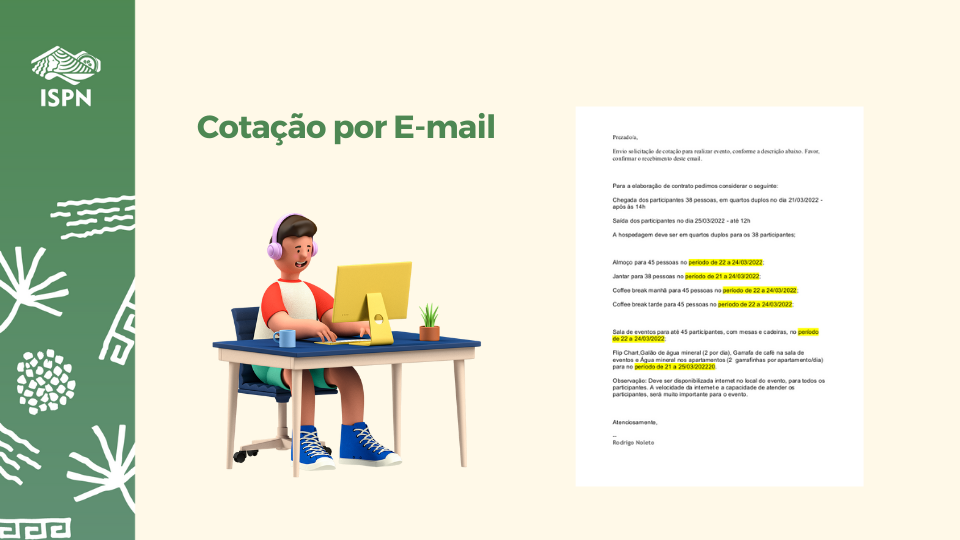 ISPN
Cotação por E-mail
Prezado/a,
Envio solicitação de cotação para realizar evento, conforme a descrição abaixo. Favor,
confirmar o recebimento deste email.
Para a elaboração de contrato pedimos considerar o seguinte:
Chegada dos participantes 38 pessoas, em quartos duplos no dia 21/03/2022 -
após às 14h
Saída dos participantes no dia 25/03/2022 - até 12h
A hospedagem deve ser em quartos duplos para os 38 participantes;
Almoço para 45 pessoas no período de 22 a 24/03/2022;
Jantar para 38 pessoas no período de 21 a 24/03/2022;
Coffee break manhã para 45 pessoas no período de 22 a 24/03/2022;
Coffee break tarde para 45 pessoas no período de 22 a 24/03/2022;
Sala de eventos para até 45 participantes, com mesas e cadeiras, no período
de 22 a 24/03/2022;
Flip Chart,Galão de água mineral (2 por dia), Garrafa de café na sala de
eventos e Água mineral nos apartamentos (2 garrafinhas por apartamento/dia)
para no período de 21 a 25/03/202220.
Observação: Deve ser disponibilizada internet no local do evento, para todos os
participantes. A velocidade da internet e a capacidade de atender os
participantes, será muito importante para o evento.
Atenciosamente,
--
Rodrigo Noleto